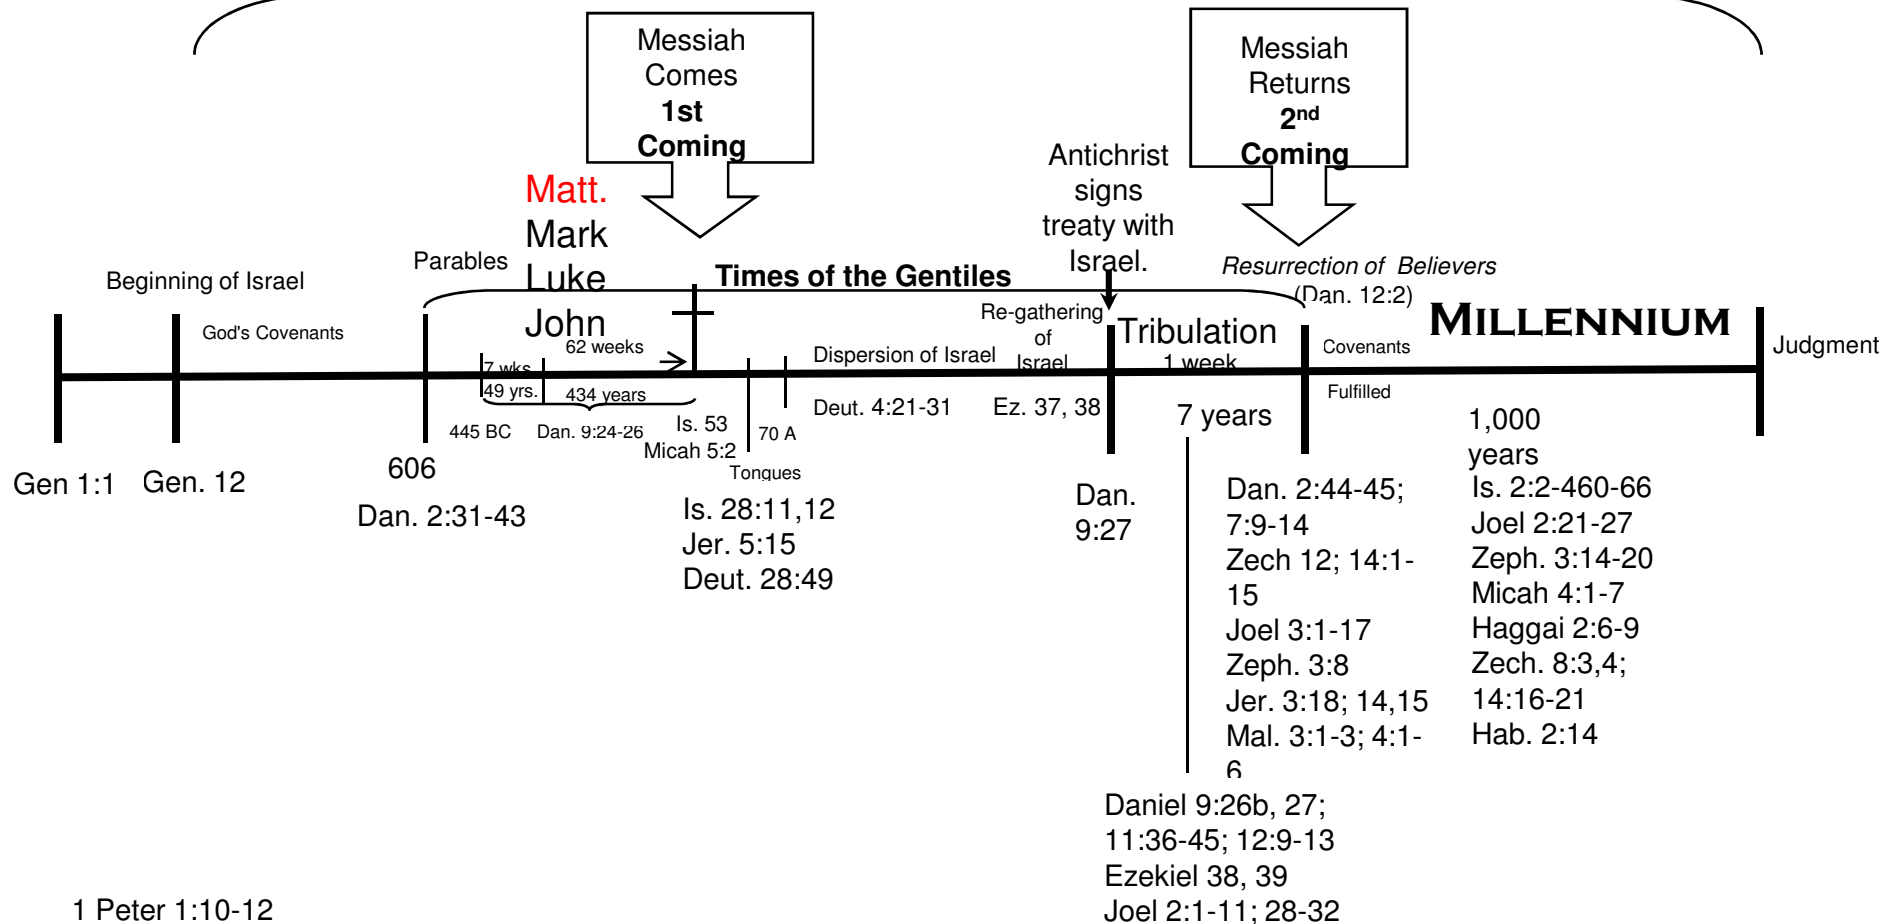 Messiah
Comes
1st
Coming
Messiah
Returns
2nd
Coming
Antichrist
signs
treaty with
Israel.
Matt.
Mark
Luke
John
Parables
Beginning of Israel
God's Covenants
Times of the Gentiles
Resurrection of Believers
(Dan. 12:2)
Re-gathering
of
Israel
Tribulation
1 week
MILLENNIUM
Judgment
62 weeks
7 wks
49 yrs.
434 years
Dispersion of Israel
Covenants
Fulfilled
Deut. 4:21-31
Ez. 37, 38
7 years
1,000
years
445 BC
Dan. 9:24-26
Is. 53
Micah 5:2
70 A
Tongues
Gen 1:1
Gen. 12
606
Dan. 2:31-43
Is. 28:11,12
Jer. 5:15
Deut. 28:49
Dan.
9:27
Dan. 2:44-45;
7:9-14
Zech 12; 14:1-
15
Joel 3:1-17
Zeph. 3:8
Jer. 3:18; 14,15
Mal. 3:1-3; 4:1-
6
Is. 2:2-460-66
Joel 2:21-27
Zeph. 3:14-20
Micah 4:1-7
Haggai 2:6-9
Zech. 8:3,4;
14:16-21
Hab. 2:14
Daniel 9:26b, 27;
11:36-45; 12:9-13
Ezekiel 38, 39
Joel 2:1-11; 28-32
1 Peter 1:10-12